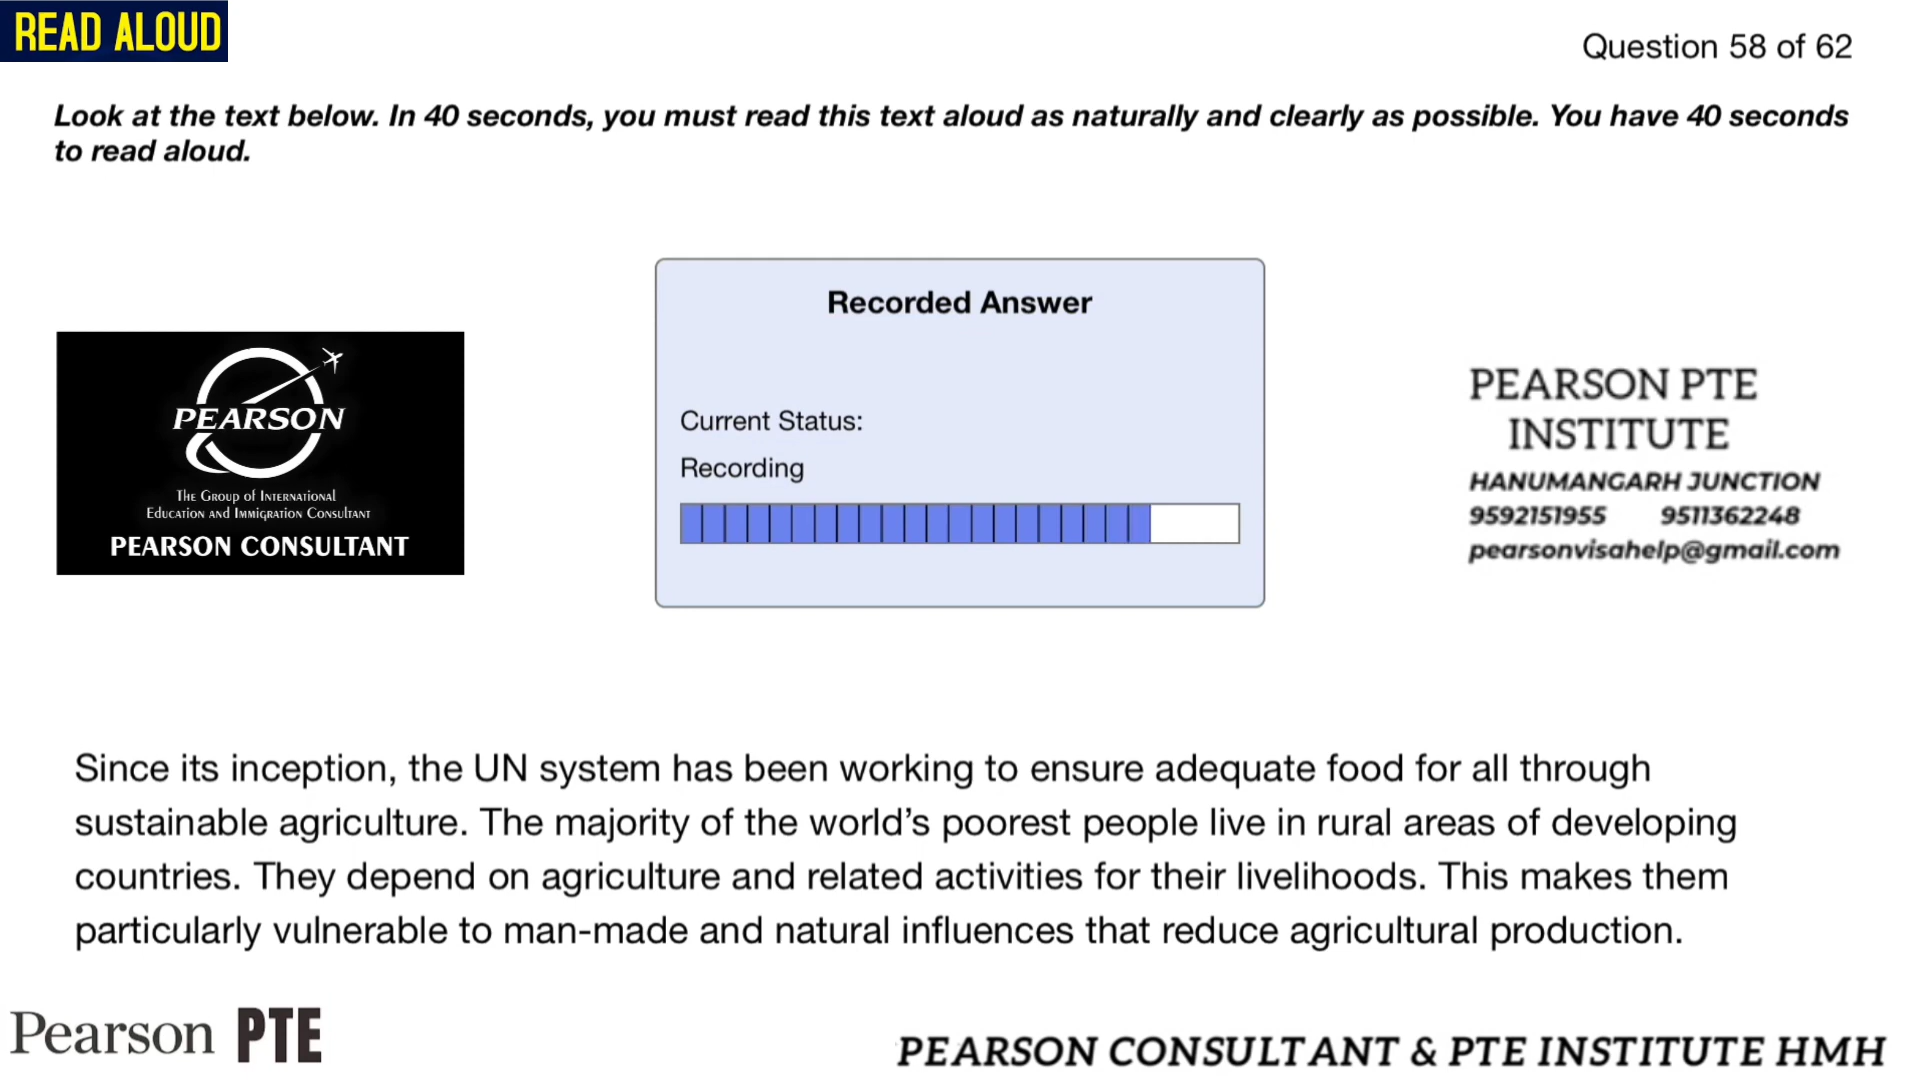 READ ALOUD
Question 58 of 62
Look at the text below. In 40 seconds, you must read this text aloud as naturally and clearly as possible. You have 40 seconds
to read aloud.
Recorded Answer
Current Status:
Recording
PEARSON
The Group of International
Education and Immigration Consultant
PEARSON CONSULTANT
PEARSON PTE
INSTITUTE
HANUMANGARH JUNCTION
9592151955 9511362248
pearsonvisahelp@gmail.com
Since its inception, the UN system has been working to ensure adequate food for all through
sustainable agriculture. The majority of the world’s poorest people live in rural areas of developing
countries. They depend on agriculture and related activities for their livelihoods. This makes them
particularly vulnerable to man-made and natural influences that reduce agricultural production.
Pearson PTE
PEARSON CONSULTANT & PTE INSTITUTE HMH